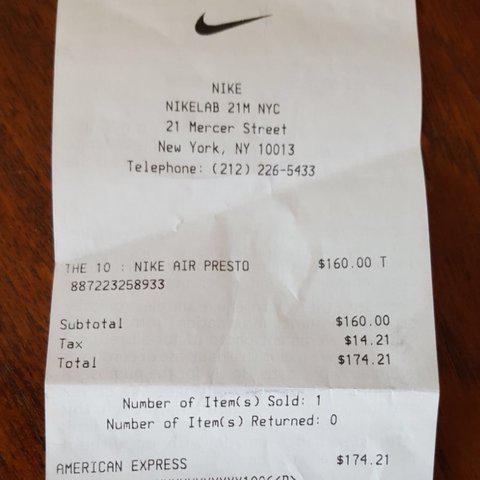 NIKE
NIKELAB 21M NYC
21 Mercer Street
New York, NY 10013
Telephone: (212) 226-5433
THE 10 : NIKE AIR PRESTO $160.00 T
887223258933
Subtotal $160.00
Tax $14.21
Total $174.21
Number of Item(s) Sold: 1
Number of Item(s) Returned: 0
AMERICAN EXPRESS $174.21